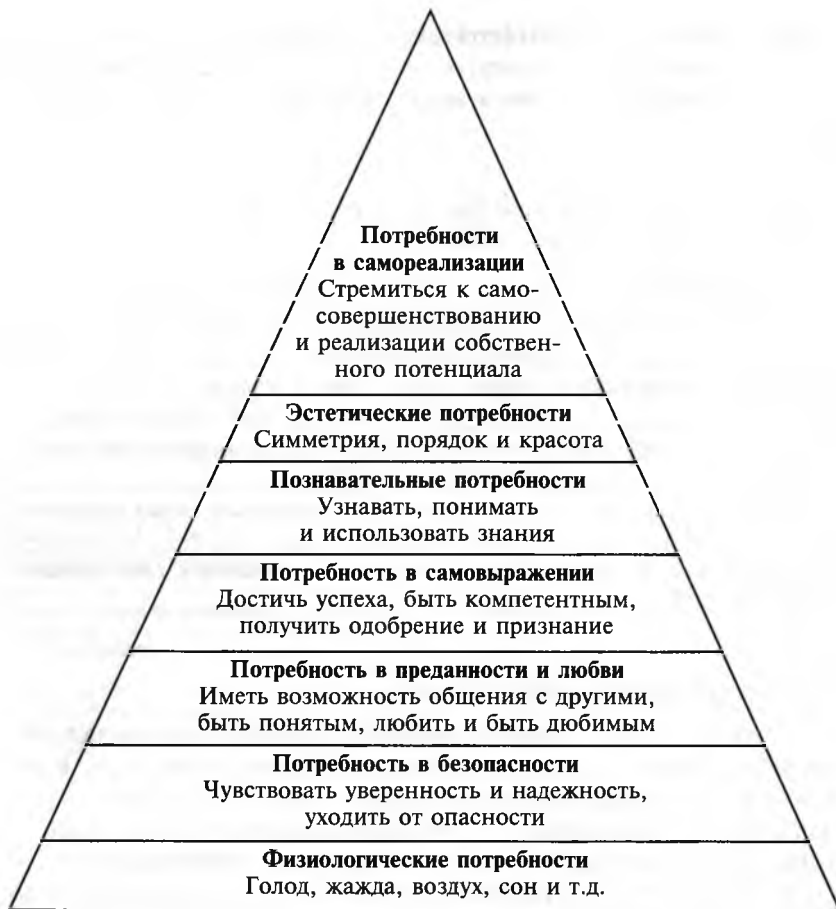 Потребности
в самореализации
Стремиться к само-
совершенствованию
и реализации собствен-
ного потенциала
Эстетические потребности
Симметрия, порядок и красота
Познавательные потребности
Узнавать, понимать
и использовать знания
Потребность в самовыражении
Достичь успеха, быть компетентным,
получить одобрение и признание
Потребность в преданности и любви
Иметь возможность общения с другими,
быть понятым, любить и быть дюбимым
Потребность в безопасности
Чувствовать уверенность и надежность,
уходить от опасности
Физиологические потребности
Голод, жажда, воздух, сон и т.д.